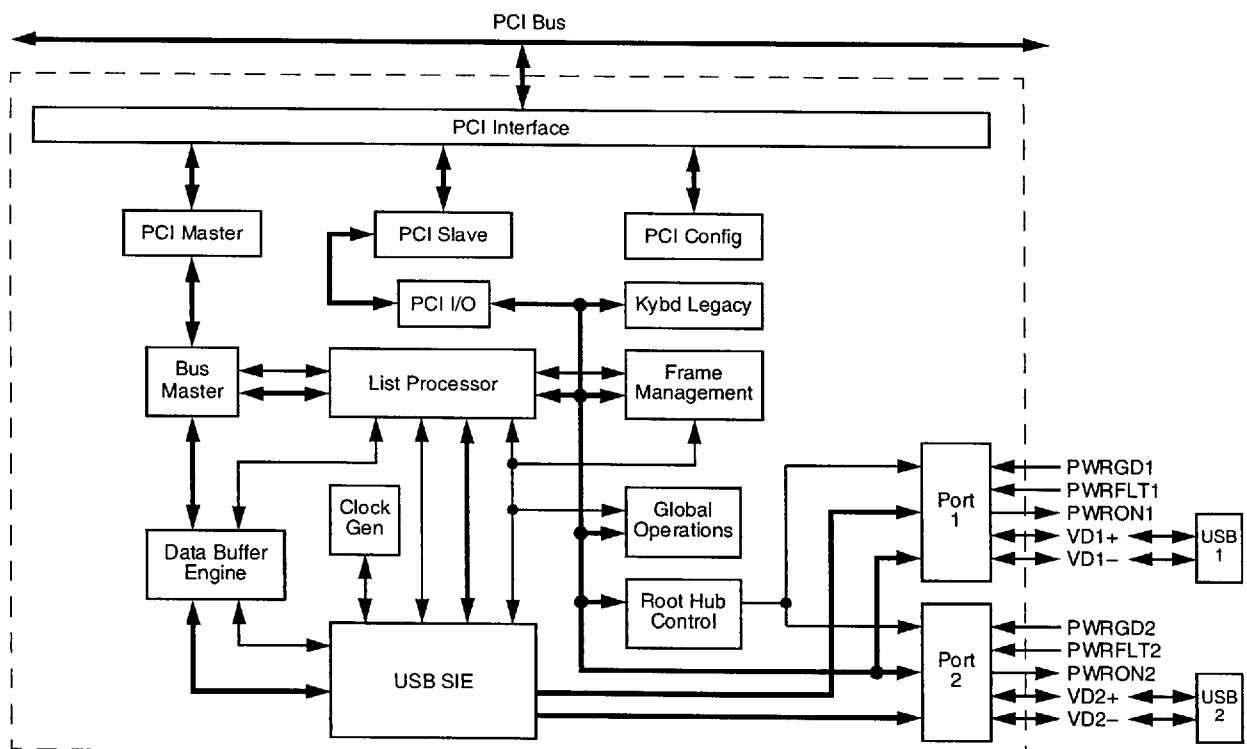 PCI Bus
PCI Interface
PCI Master
PCI Slave
PCI Config
PCI I/O
Kybd Legacy
Bus
Master
List Processor
Frame
Management
Clock
Gen
Global
Operations
Data Buffer
Engine
Root Hub
Control
USB SIE
Port
1
PWRGD1
PWRFLT1
PWRON1
VD1+
VD1–
USB
1
Port
2
PWRGD2
PWRFLT2
PWRON2
VD2+
VD2–
USB
2